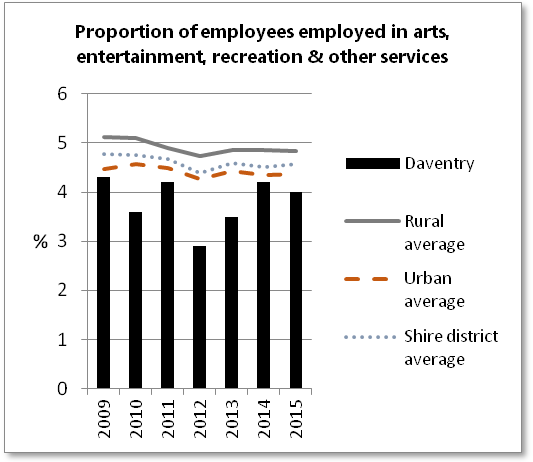 Proportion of employees employed in arts,
entertainment, recreation & other services
6
5
4
3
2
1
0
%
2009
2010
2011
2012
2013
2014
2015
Daventry
Rural
average
Urban
average
Shire district
average